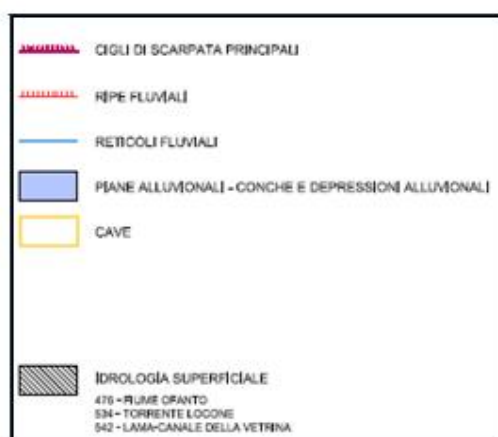 CIGLI DI SCARPATA PRINCIPALI
RIPE FLUVIALI
RETICOLI FLUVIALI
PIANE ALLUVIONALI - CONCHE E DEPRESSIONI ALLUVIONALI
CAVE
IDROLOGIA SUPERFICIALE
476 - FIUME OFANTO
534 - TORRENTE LOCONE
542 - LAMA-CANALE DELLA VETRINA